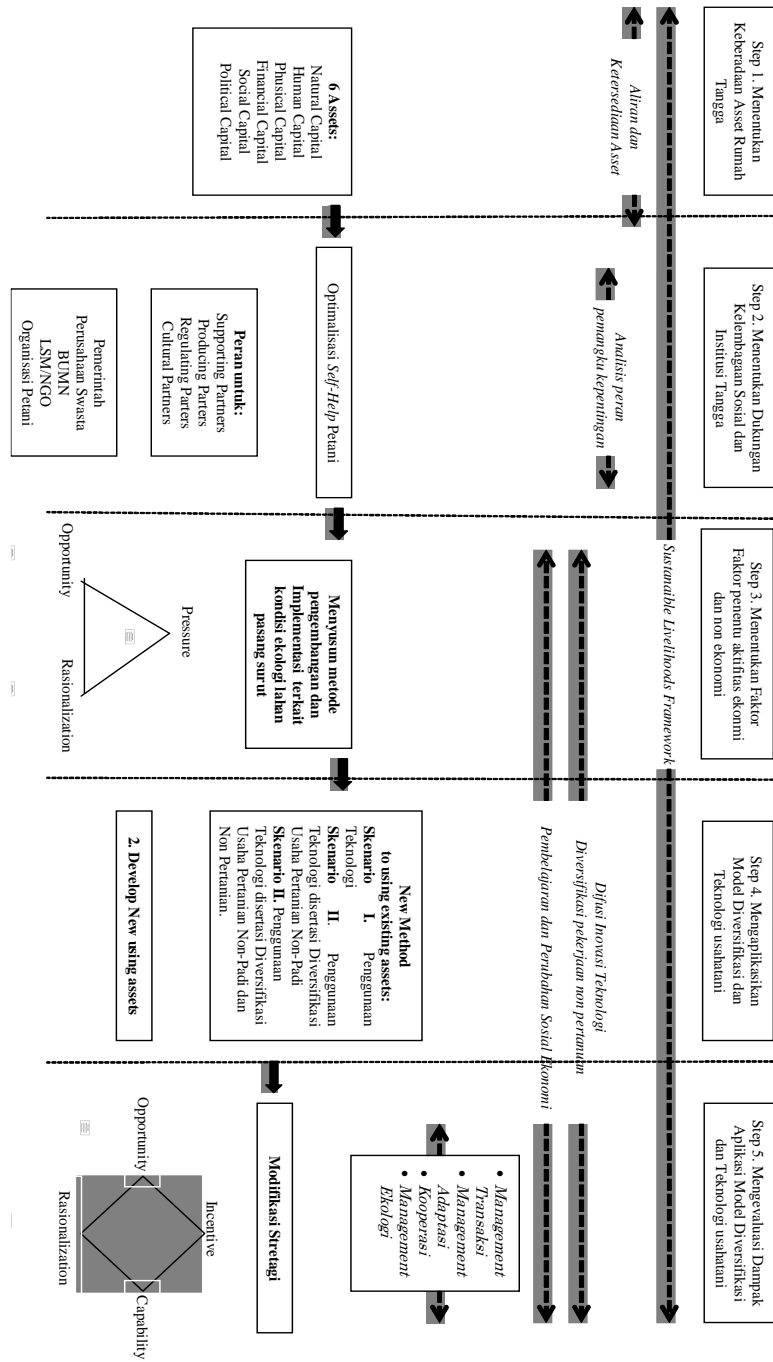 Step 1. Menentukan
Keberadaan Asset Rumah
Tangga
Step 2. Menentukan Dukungan
Kelembagaan Sosial dan
Institusi Tangga
Step 3. Menentukan Faktor
Faktor penentu aktifitas ekonmi
dan non ekonomi
Step 4. Mengaplikasikan
Model Diversifikasi dan
Teknologi usahatani
Step 5. Mengevaluasi Dampak
Aplikasi Model Diversifikasi
dan Teknologi usahatani
Sustanaible Livelihoods Framework
Aliran dan
Ketersediaan Asset
Analisis peran
pemangku kepentingan
Difusi Inovasi Teknologi
Diversifikasi pekerjaan non pertanuan
Pembelajaran dan Perubahan Sosial Ekonomi
• Management
Transaksi
• Management
Adaptasi
• Kooperasi
• Management
Ekologi
6 Assets:
Natural Capital
Human Capital
Phusical Capital
Financial Capital
Social Capital
Political Capital
Optimalisasi Self-Help Petani
Menyusun metode
pengembangan dan
Implementasi terkait
kondisi ekologi lahan
pasang surut
New Method
to using existing assets:
Skenario I. Penggunaan
Teknologi
Skenario II. Penggunaan
Teknologi disertasi Diversifikasi
Usaha Pertanian Non-Padi
Skenario II. Penggunaan
Teknologi disertasi Diversifikasi
Usaha Pertanian Non-Padi dan
Non Pertanian.
Modifikasi Stretagi
Peran untuk:
Supporting Partners
Producing Parters
Regulating Parters
Cultural Partners
Pemerintah
Perusahaan Swasta
BUMN
LSM/NGO
Organisasi Petani
Pressure
Opportunity
Rasionalization
2. Develop New using assets
Incentive
Opportunity
Capability
Rasionalization